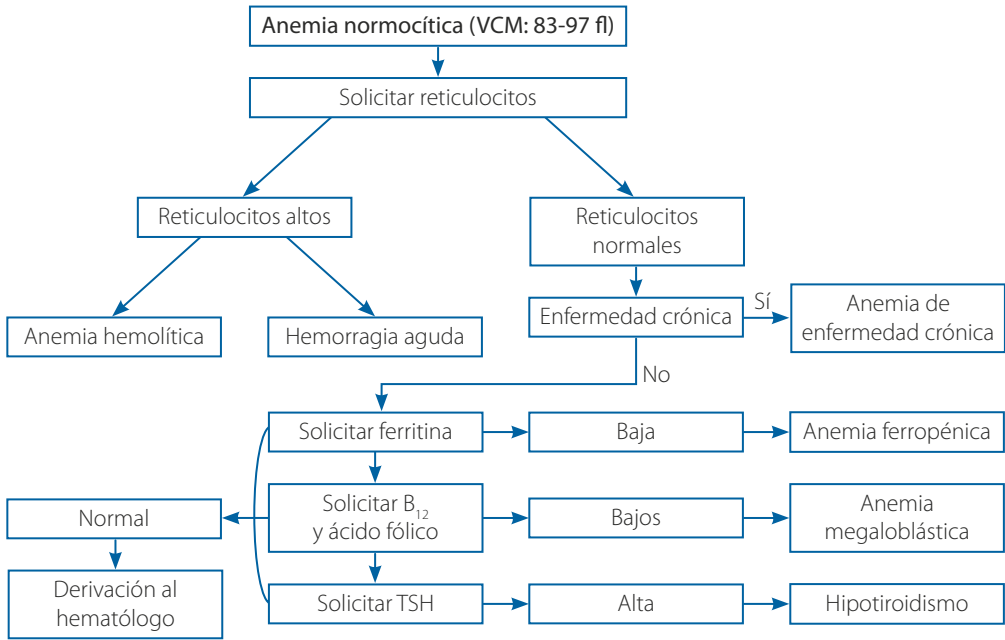 Anemia normocítica (VCM: 83-97 fl)
Solicitar reticulocitos
Reticulocitos altos
Reticulocitos
normales
Anemia hemolítica
Hemorragia aguda
Enfermedad crónica
Sí
Anemia de
enfermedad crónica
No
Solicitar ferritina
Baja
Anemia ferropénica
Normal
Solicitar B12
y ácido fólico
Bajos
Anemia
megaloblástica
Derivación al
hematólogo
Solicitar TSH
Alta
Hipotiroidismo